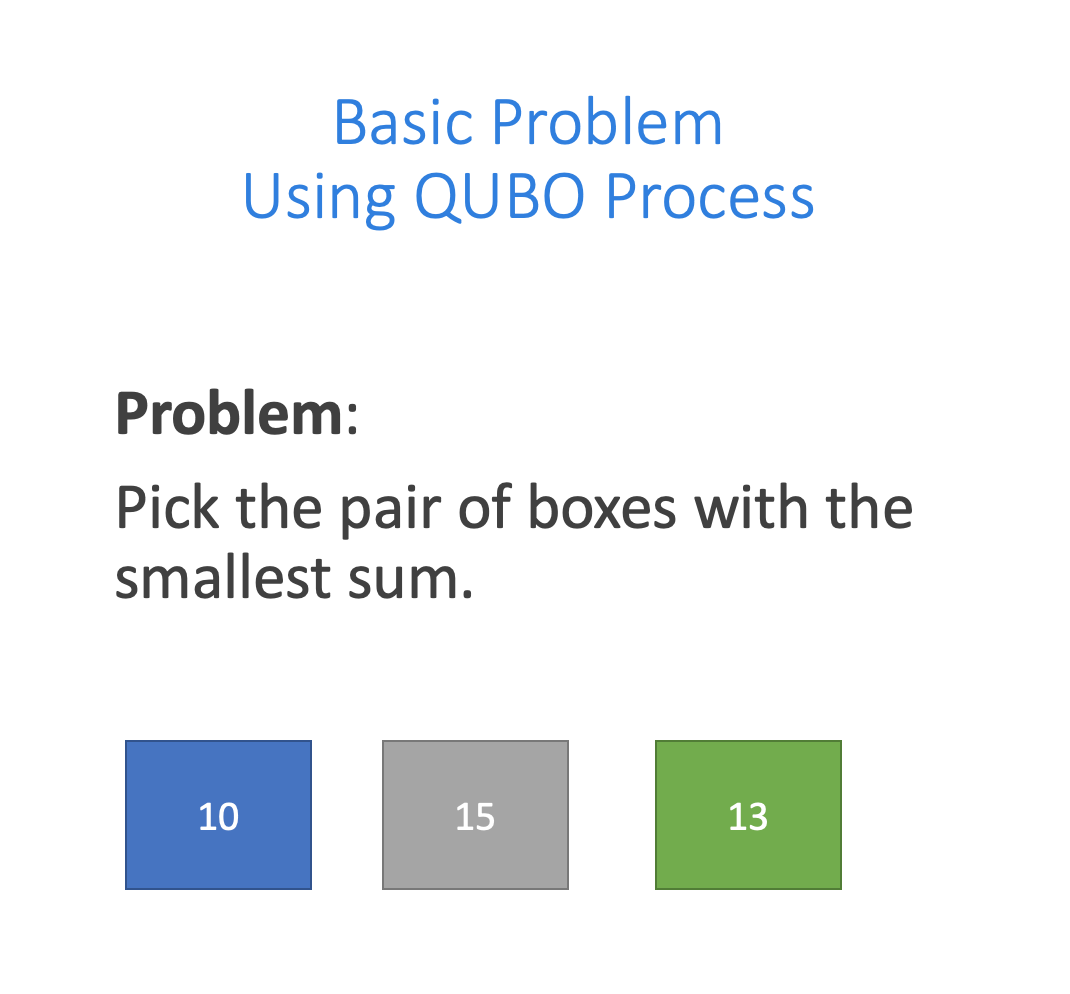 Basic Problem
Using QUBO Process
Problem:
Pick the pair of boxes with the
smallest sum.
10
15
13